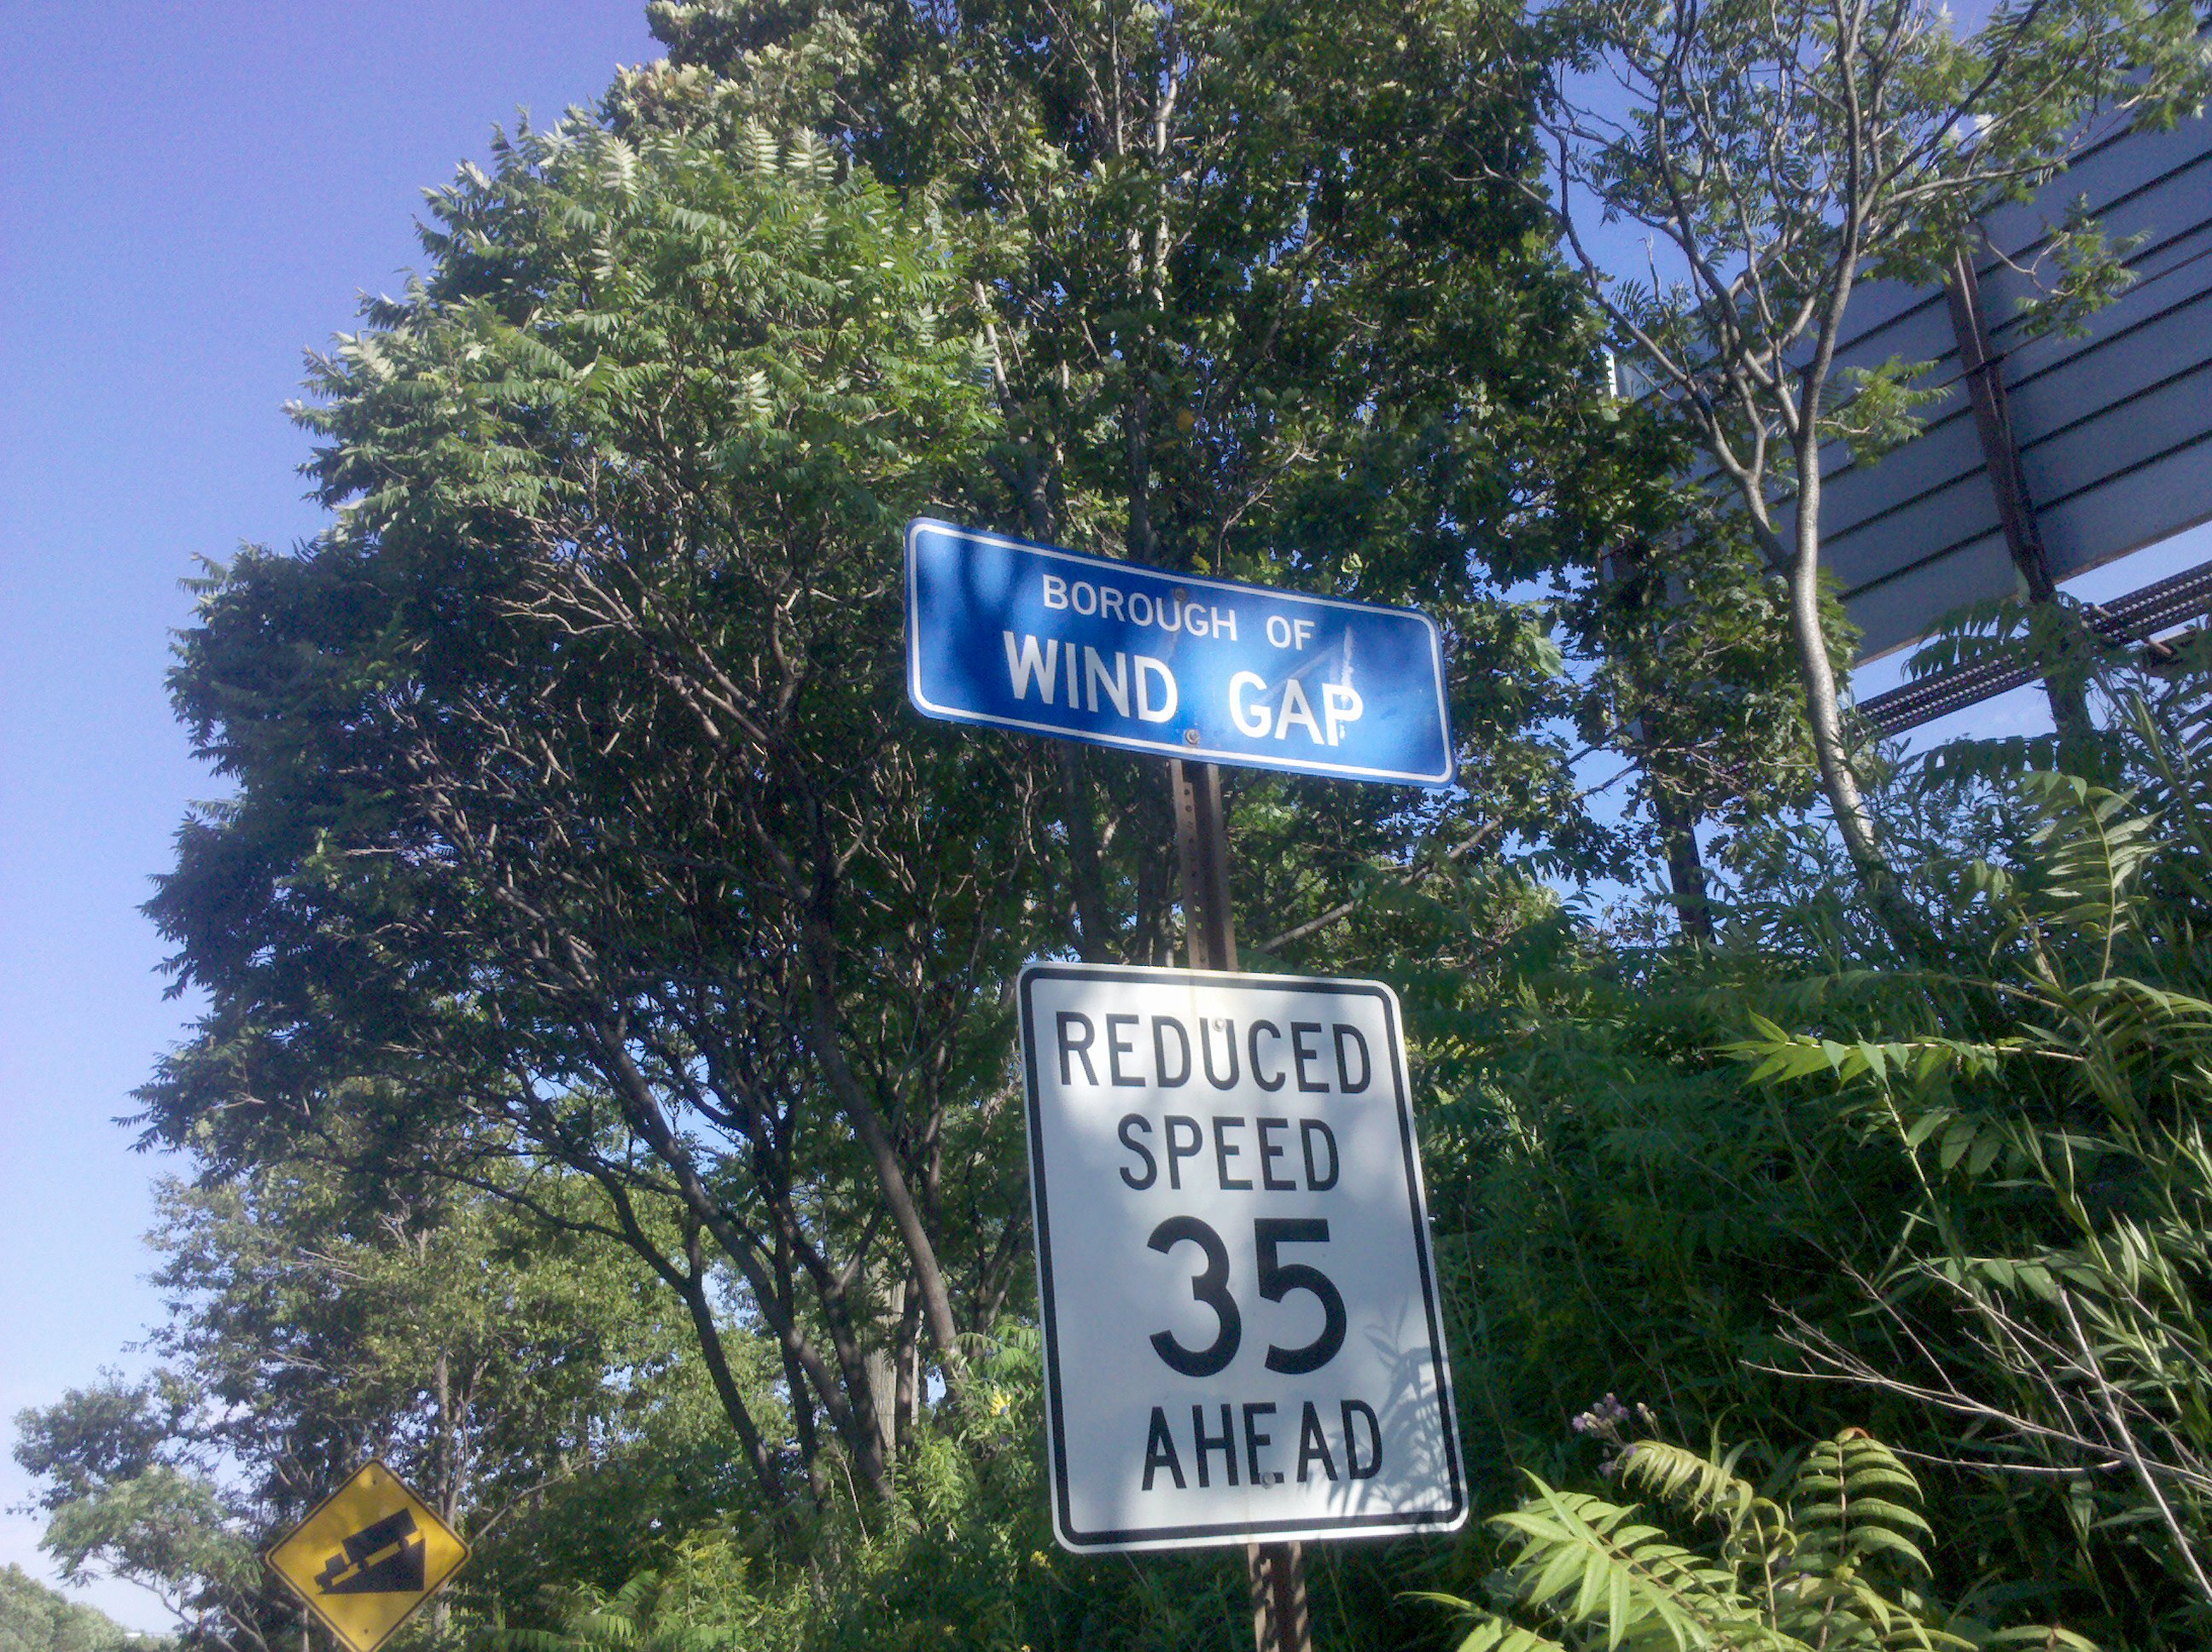 BOROUGH OF
WIND GAP
REDUCED
SPEED
35
AHEAD